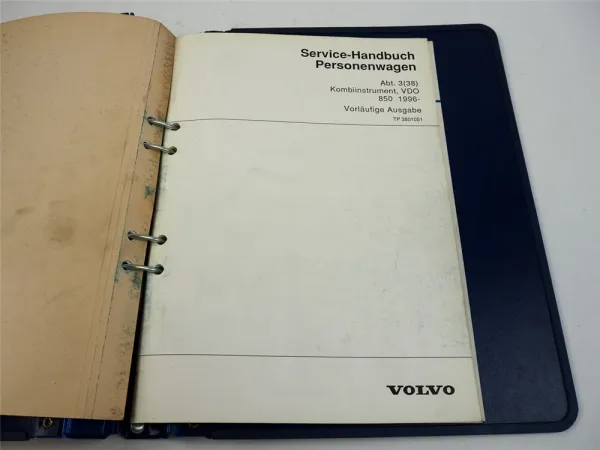 Service-Handbuch
Personenwagen
Abt. 3(38)
Kombiinstrument, VDO
850 1996-
Vorläufige Ausgabe
TP 3801051
VOLVO